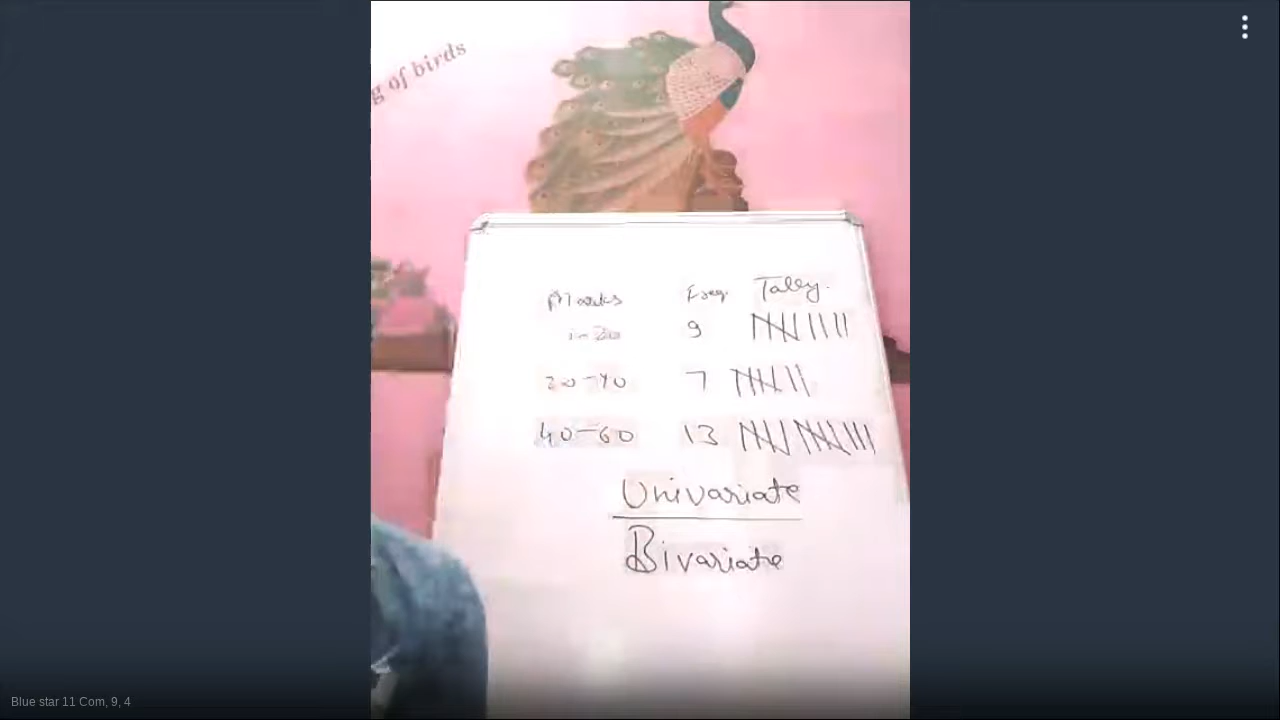 g of birds
Marks Freq. Tally.
9
20-40 7
40-60 13
Univariate
Bivariate
Blue star 11 Com, 9, 4